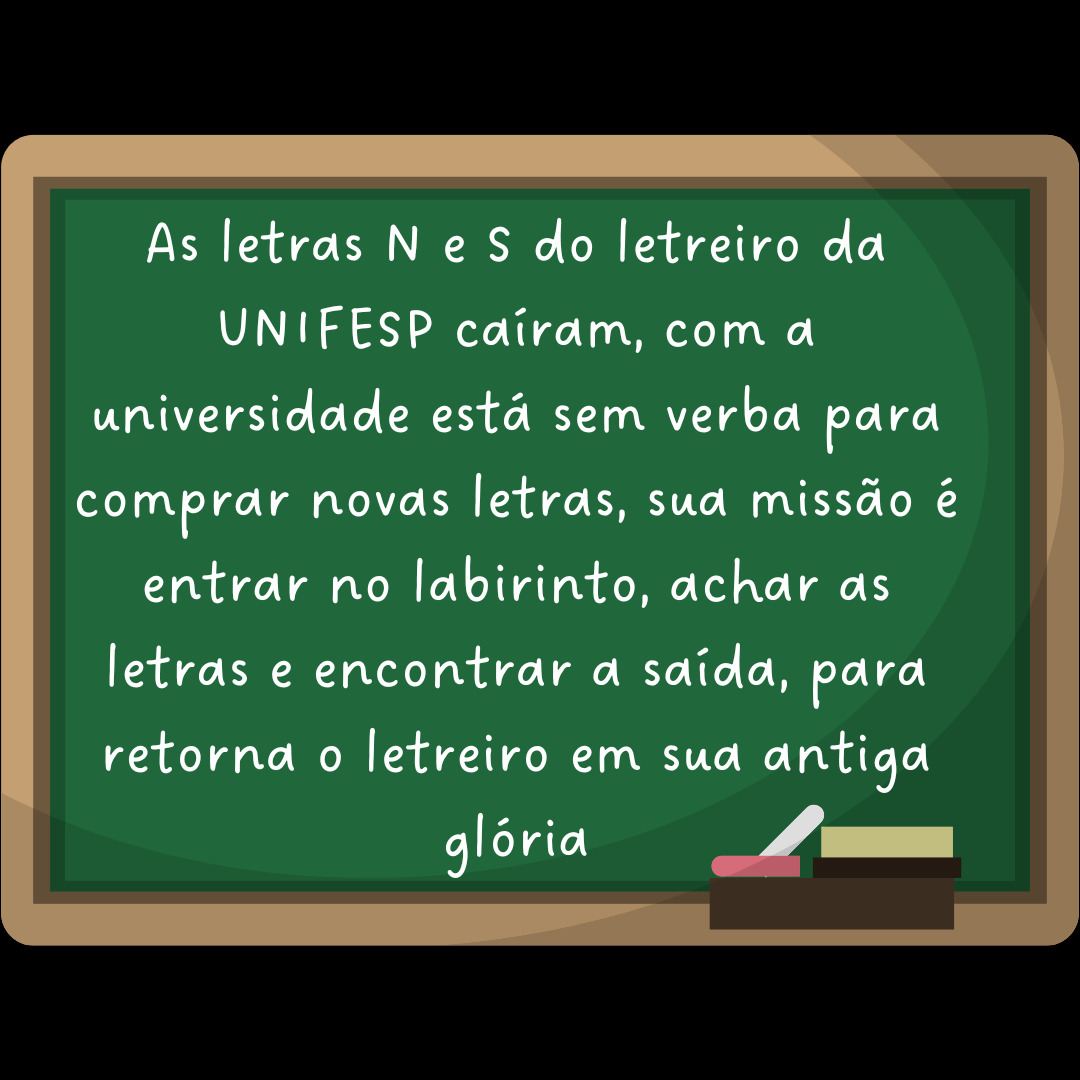 As letras N e S do letreiro da
UNIFESP caíram, com a
universidade está sem verba para
comprar novas letras, sua missão é
entrar no labirinto, achar as
letras e encontrar a saída, para
retorna o letreiro em sua antiga
glória